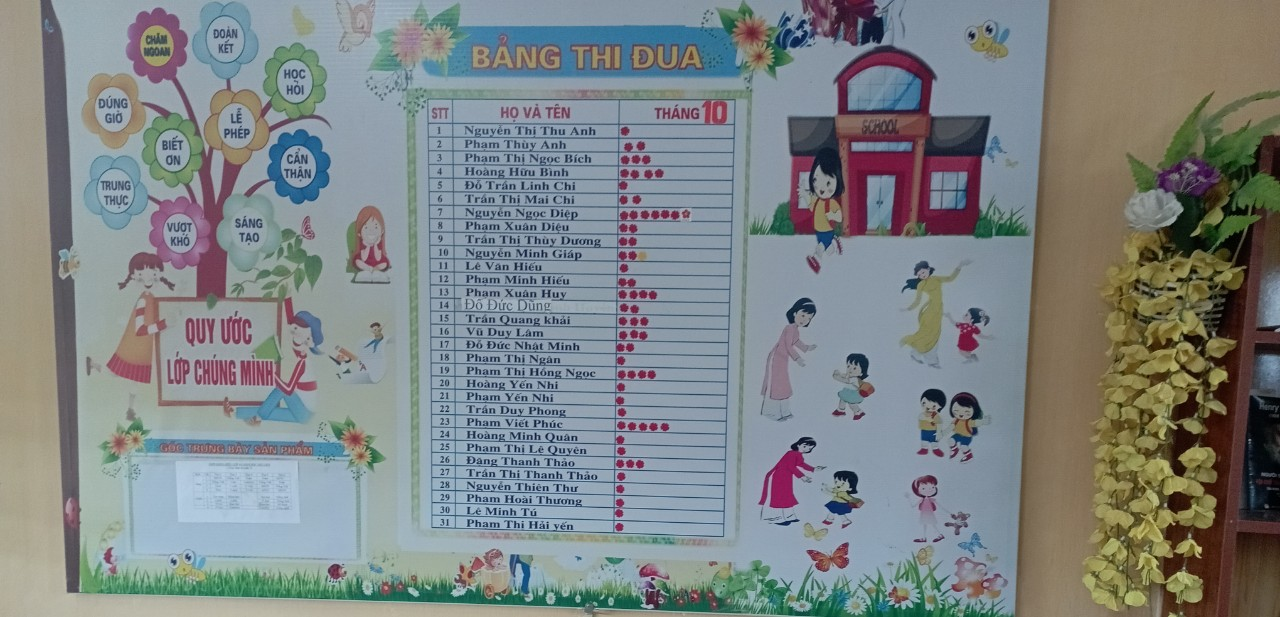 CHĂM NGOAN
ĐOÀN KẾT
HỌC HỎI
ĐÚNG GIỜ
LỄ PHÉP
BIẾT ƠN
CẨN THẬN
TRUNG THỰC
VƯỢT KHÓ
SÁNG TẠO
QUY ƯỚC
LỚP CHÚNG MÌNH
GÓC TRƯNG BÀY SẢN PHẨM
BẢNG THI ĐUA
STT HỌ VÀ TÊN THÁNG 10
1 Nguyễn Thị Thu Anh
2 Phạm Thùy Anh
3 Phạm Thị Ngọc Bích
4 Hoàng Hữu Bình
5 Đỗ Trần Linh Chi
6 Trần Thị Mai Chi
7 Nguyễn Ngọc Diệp
8 Phạm Xuân Diệu
9 Trần Thị Thùy Dương
10 Nguyễn Minh Giáp
11 Lê Văn Hiếu
12 Phạm Minh Hiếu
13 Phạm Xuân Huy
14 Đỗ Đức Dũng
15 Trần Quang khải
16 Vũ Duy Lâm
17 Đỗ Đức Nhật Minh
18 Phạm Thị Ngân
19 Phạm Thị Hồng Ngọc
20 Hoàng Yến Nhi
21 Phạm Yến Nhi
22 Trần Duy Phong
23 Phạm Viết Phúc
24 Hoàng Minh Quân
25 Phạm Thị Lê Quyên
26 Đặng Thanh Thảo
27 Trần Thị Thanh Thảo
28 Nguyễn Thiên Thư
29 Phạm Hoài Thương
30 Lê Minh Tú
31 Phạm Thị Hải yến
SCHOOL